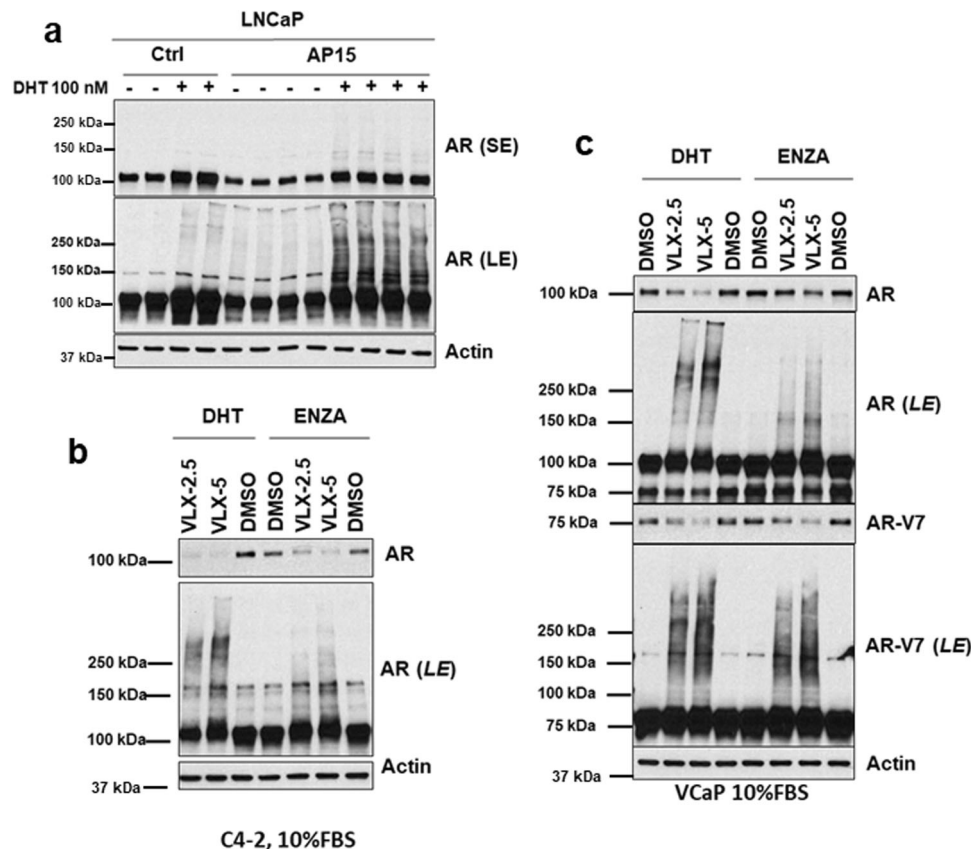 a
LNCaP
Ctrl AP15
DHT 100 nM - - + + - - - - + + + +
250 kDa
150 kDa
100 kDa
AR (SE)
250 kDa
150 kDa
100 kDa
AR (LE)
37 kDa
Actin
b
DHT ENZA
VLX-2.5 VLX-5 DMSO DMSO VLX-2.5 VLX-5 DMSO
100 kDa
AR
250 kDa
150 kDa
100 kDa
AR (LE)
37 kDa
Actin
C4-2, 10%FBS
c
DHT ENZA
DMSO VLX-2.5 VLX-5 DMSO DMSO VLX-2.5 VLX-5 DMSO
100 kDa
AR
250 kDa
150 kDa
100 kDa
75 kDa
AR (LE)
75 kDa
AR-V7
250 kDa
150 kDa
100 kDa
75 kDa
AR-V7 (LE)
37 kDa
Actin
VCaP 10%FBS